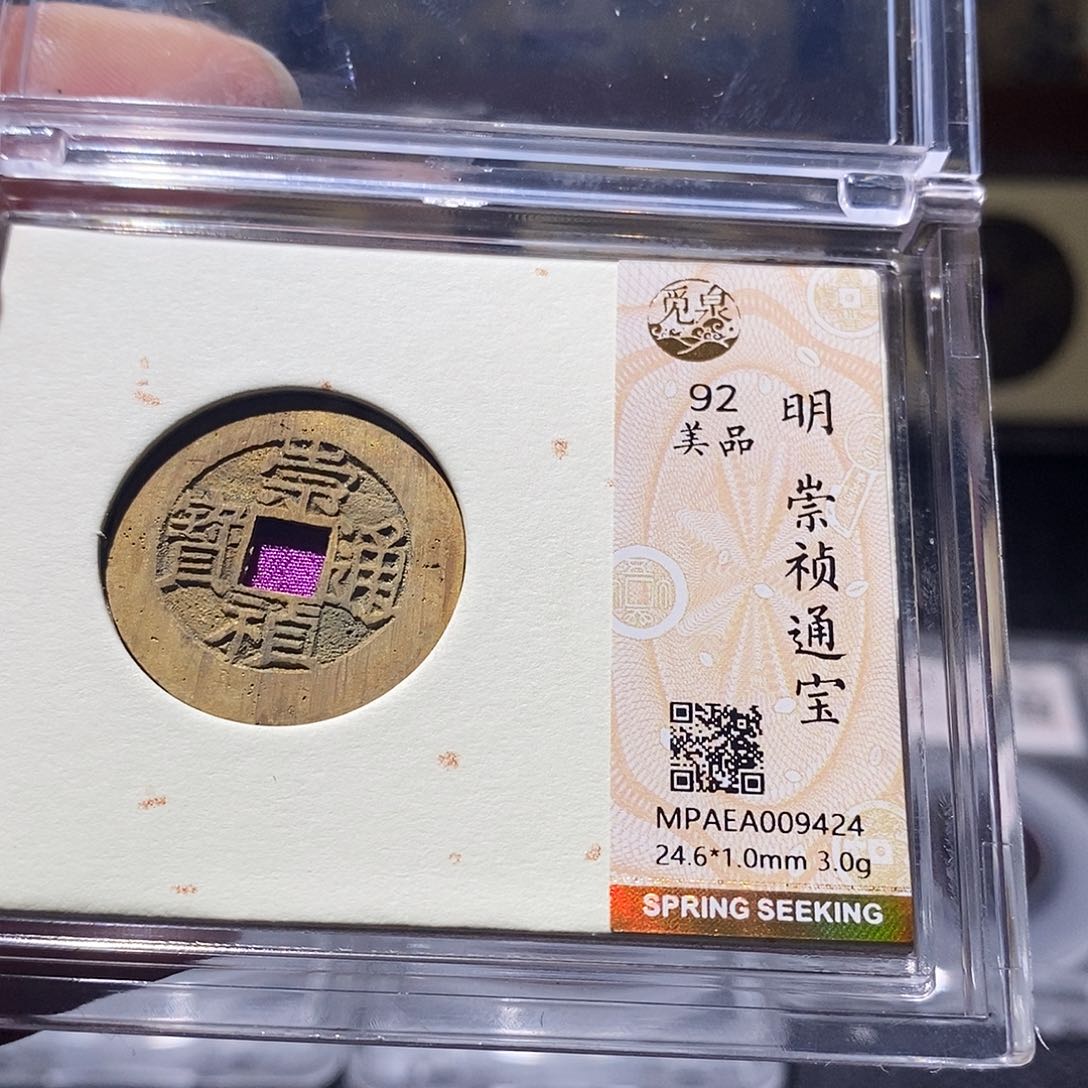 崇禎通寶
觅泉
92
美品
明 崇祯通宝
MPAEA009424
24.6*1.0mm 3.0g
SPRING SEEKING